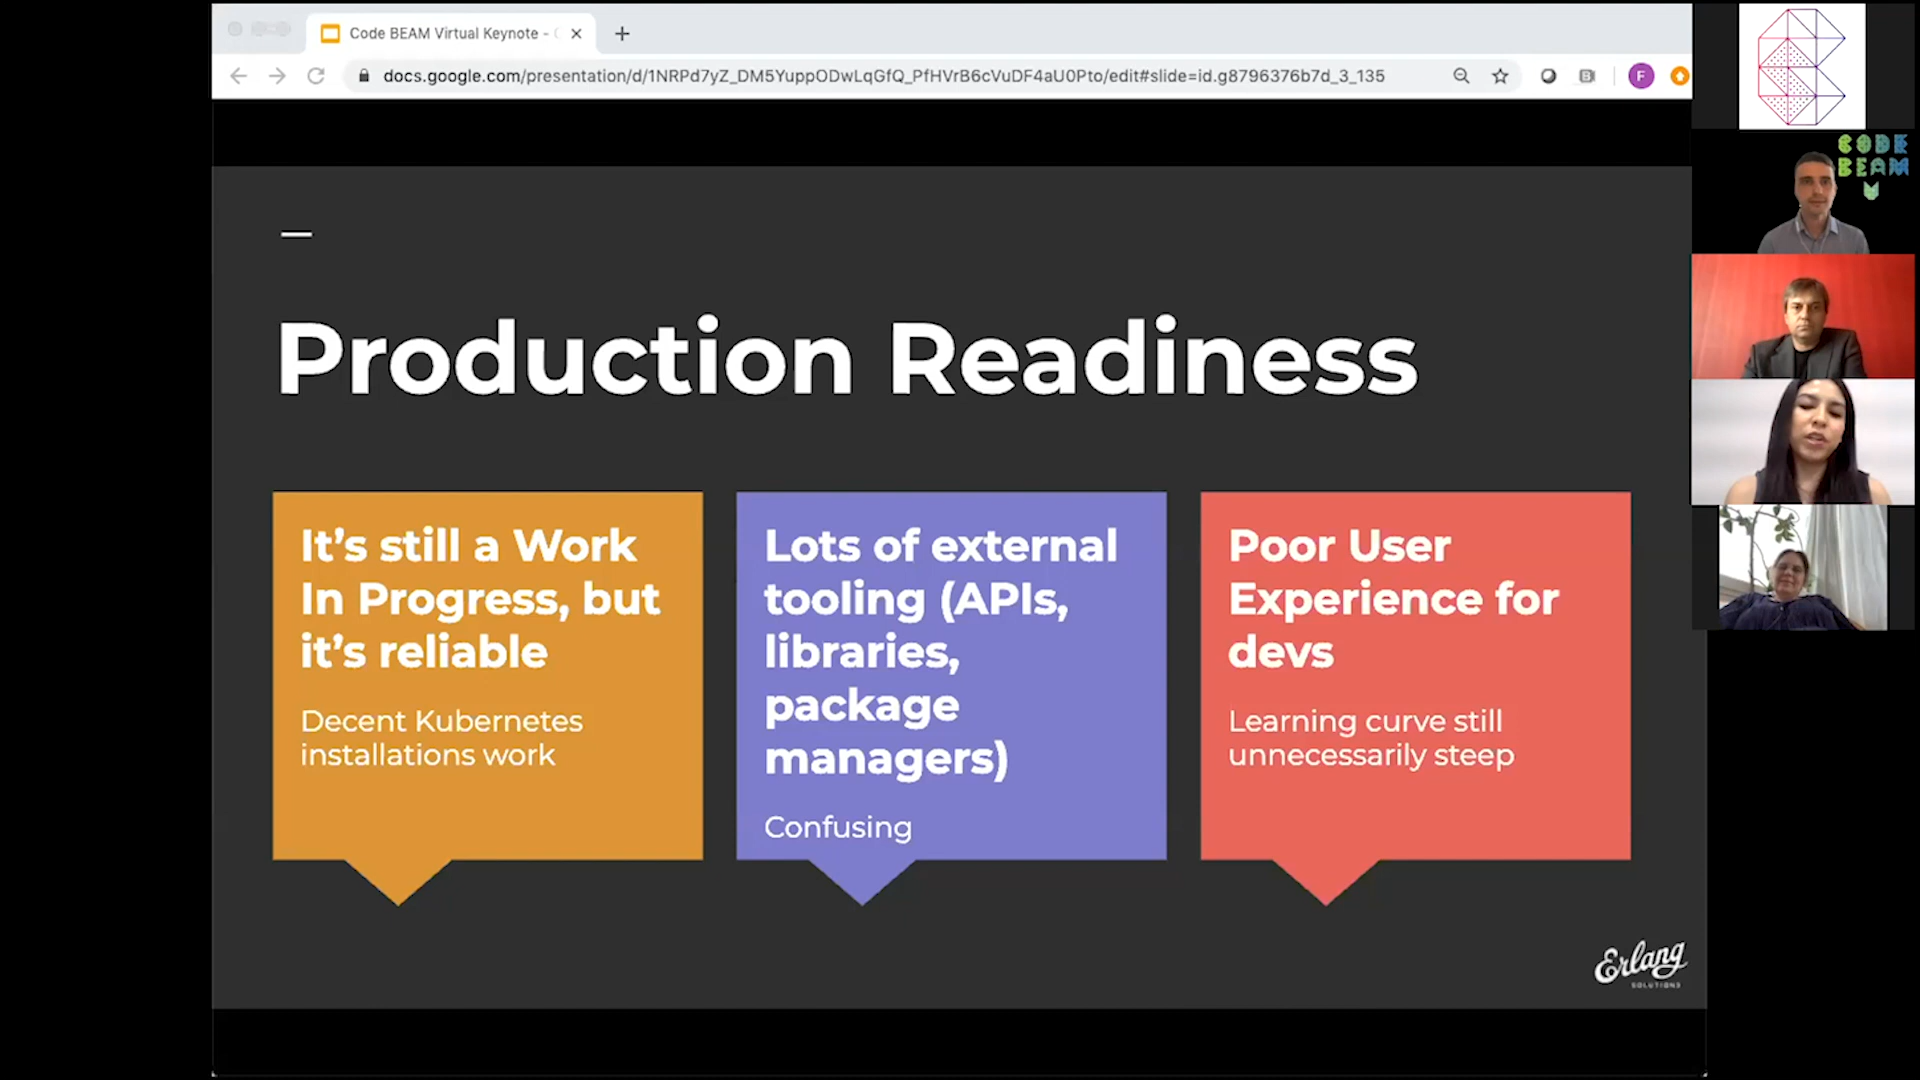 Code BEAM Virtual Keynote -
docs.google.com/presentation/d/1NRPd7yZ_DM5YuppODwLqGfQ_PfHVrB6cVuDF4aU0Pto/edit#slide=id.g8796376b7d_3_135
F
CODE
BEAM
Production Readiness
It's still a Work
In Progress, but
it's reliable
Decent Kubernetes
installations work
Lots of external
tooling (APIs,
libraries,
package
managers)
Confusing
Poor User
Experience for
devs
Learning curve still
unnecessarily steep
Erlang
SOLUTIONS